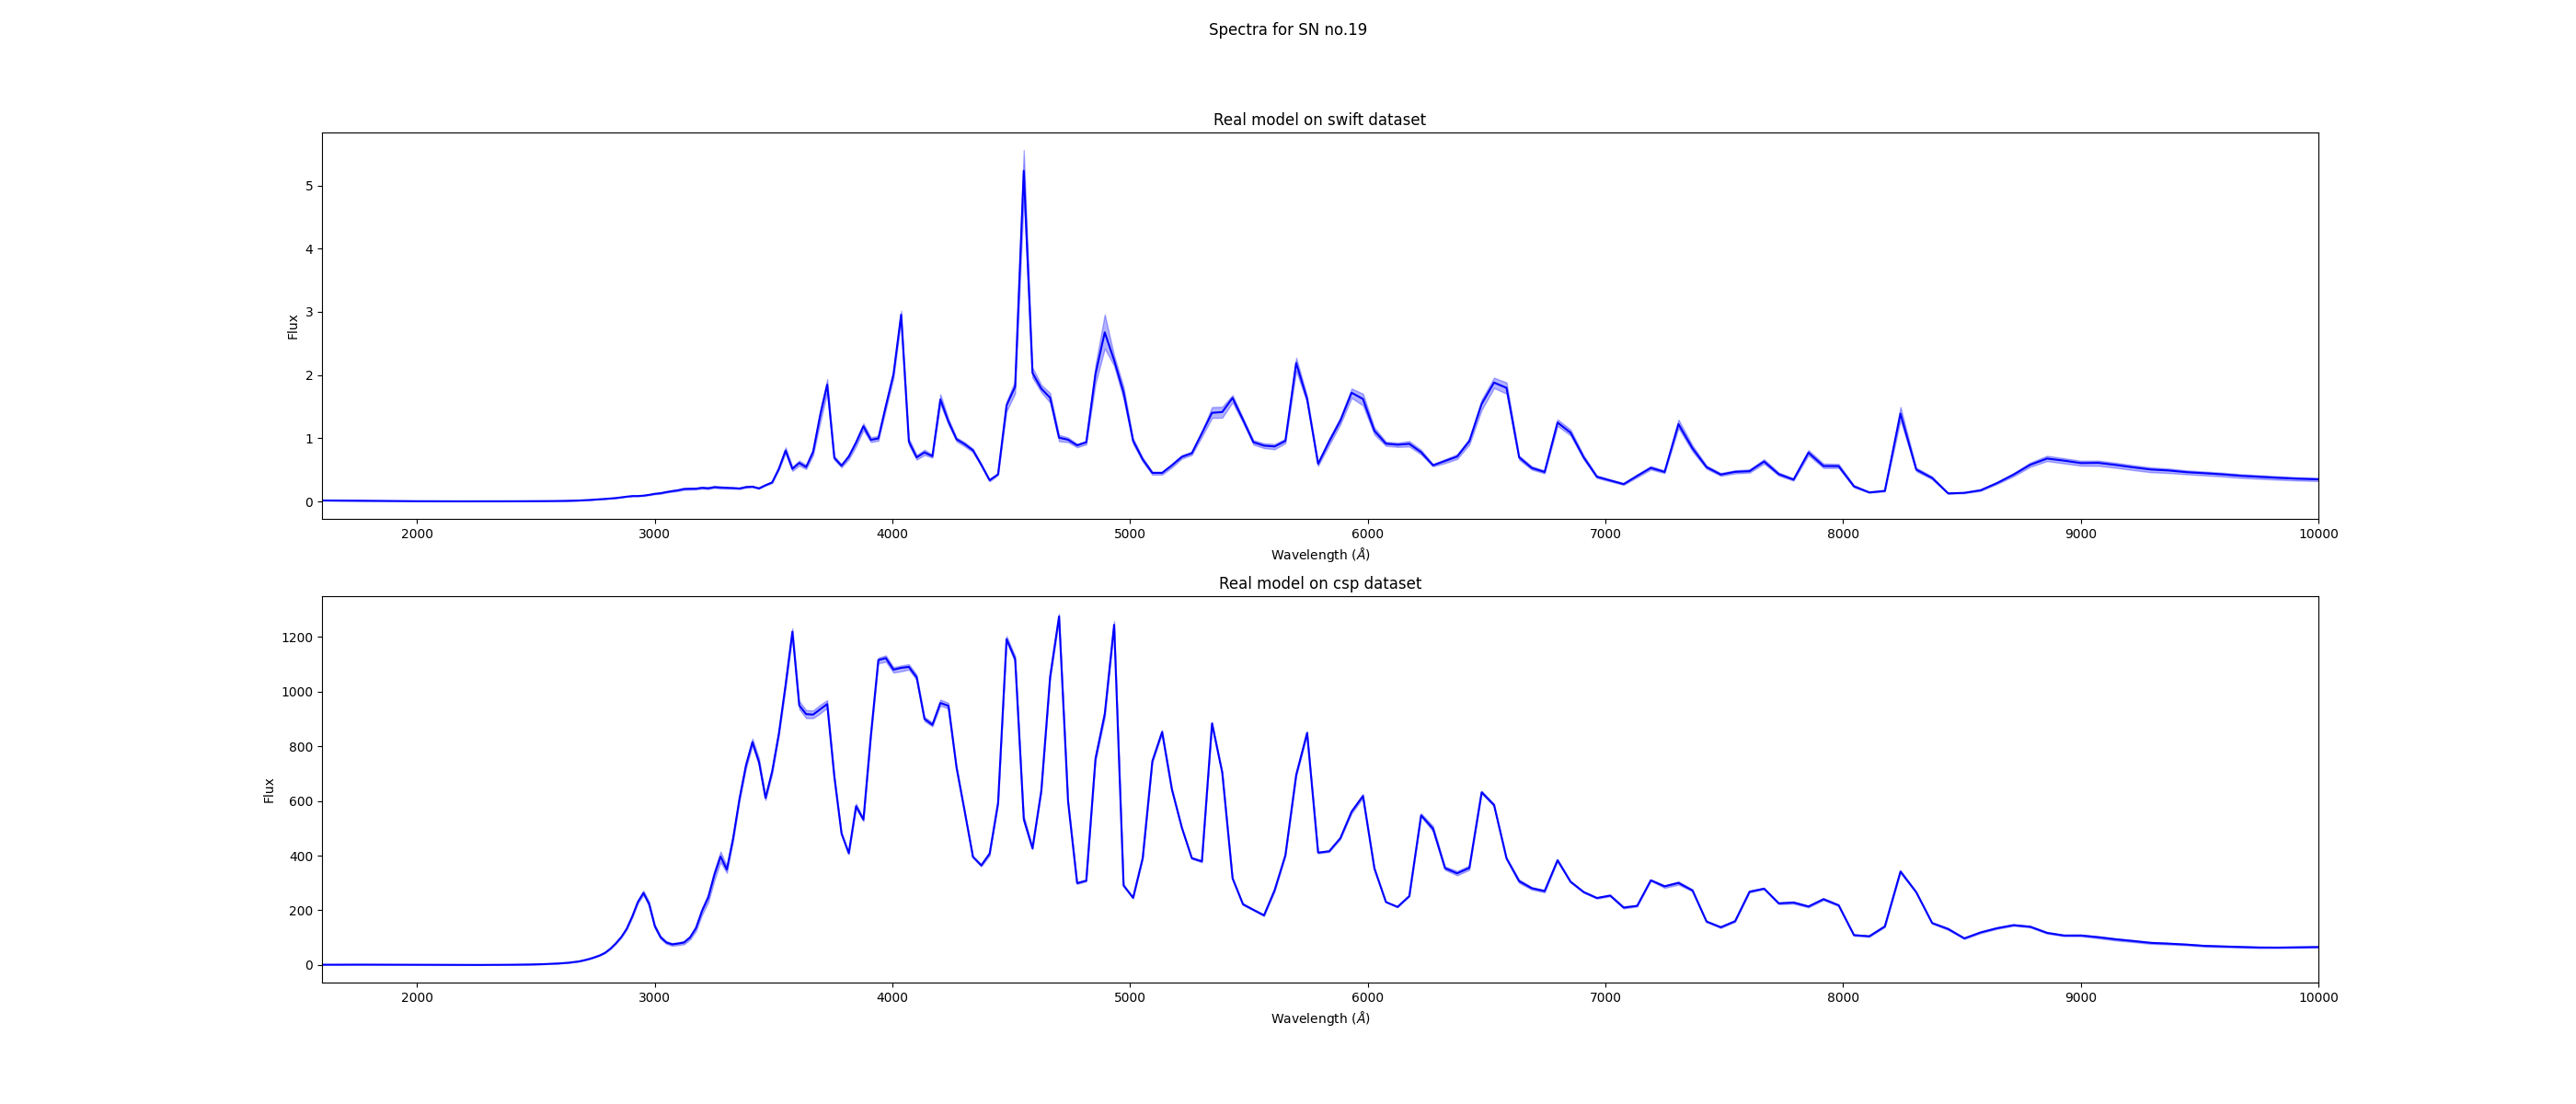 Spectra for SN no.19
Real model on swift dataset
Flux
5
4
3
2
1
0
2000 3000 4000 5000 6000 7000 8000 9000 10000
Wavelength (Å)
Real model on csp dataset
Flux
1200
1000
800
600
400
200
0
2000 3000 4000 5000 6000 7000 8000 9000 10000
Wavelength (Å)